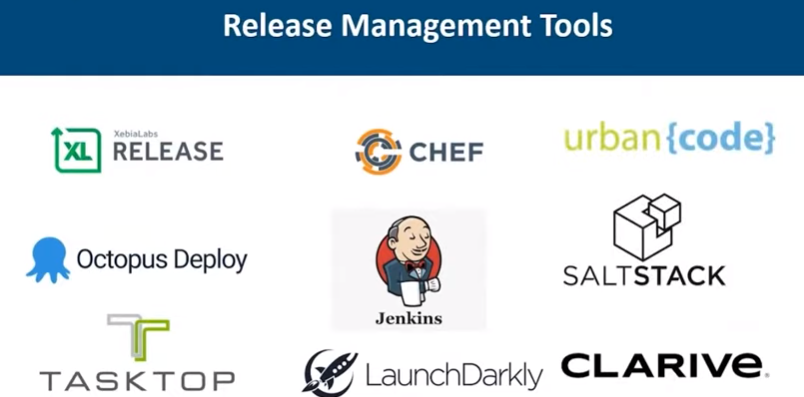 Release Management Tools
XebiaLabs
XL RELEASE
CHEF
urban{code}
Octopus Deploy
Jenkins
SALTSTACK
TASKTOP
LaunchDarkly
CLARIVE